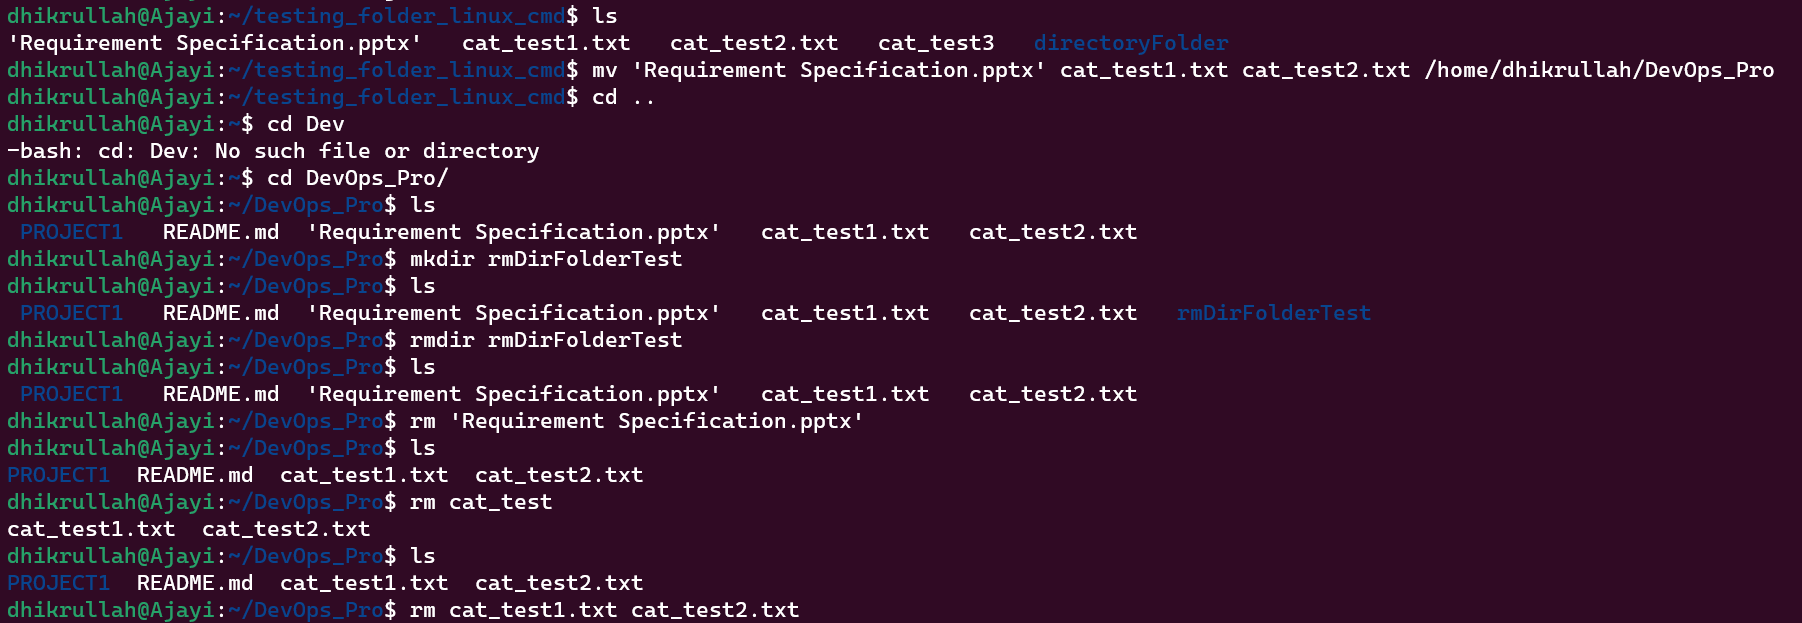 dhikrullah@Ajayi:~/testing_folder_linux_cmd$ ls
'Requirement Specification.pptx'   cat_test1.txt   cat_test2.txt   cat_test3   directoryFolder
dhikrullah@Ajayi:~/testing_folder_linux_cmd$ mv 'Requirement Specification.pptx' cat_test1.txt cat_test2.txt /home/dhikrullah/DevOps_Pro
dhikrullah@Ajayi:~/testing_folder_linux_cmd$ cd ..
dhikrullah@Ajayi:~$ cd Dev
-bash: cd: Dev: No such file or directory
dhikrullah@Ajayi:~$ cd DevOps_Pro/
dhikrullah@Ajayi:~/DevOps_Pro$ ls
 PROJECT1   README.md  'Requirement Specification.pptx'   cat_test1.txt   cat_test2.txt
dhikrullah@Ajayi:~/DevOps_Pro$ mkdir rmDirFolderTest
dhikrullah@Ajayi:~/DevOps_Pro$ ls
 PROJECT1   README.md  'Requirement Specification.pptx'   cat_test1.txt   cat_test2.txt   rmDirFolderTest
dhikrullah@Ajayi:~/DevOps_Pro$ rmdir rmDirFolderTest
dhikrullah@Ajayi:~/DevOps_Pro$ ls
 PROJECT1   README.md  'Requirement Specification.pptx'   cat_test1.txt   cat_test2.txt
dhikrullah@Ajayi:~/DevOps_Pro$ rm 'Requirement Specification.pptx'
dhikrullah@Ajayi:~/DevOps_Pro$ ls
PROJECT1  README.md  cat_test1.txt  cat_test2.txt
dhikrullah@Ajayi:~/DevOps_Pro$ rm cat_test
cat_test1.txt  cat_test2.txt
dhikrullah@Ajayi:~/DevOps_Pro$ ls
PROJECT1  README.md  cat_test1.txt  cat_test2.txt
dhikrullah@Ajayi:~/DevOps_Pro$ rm cat_test1.txt cat_test2.txt